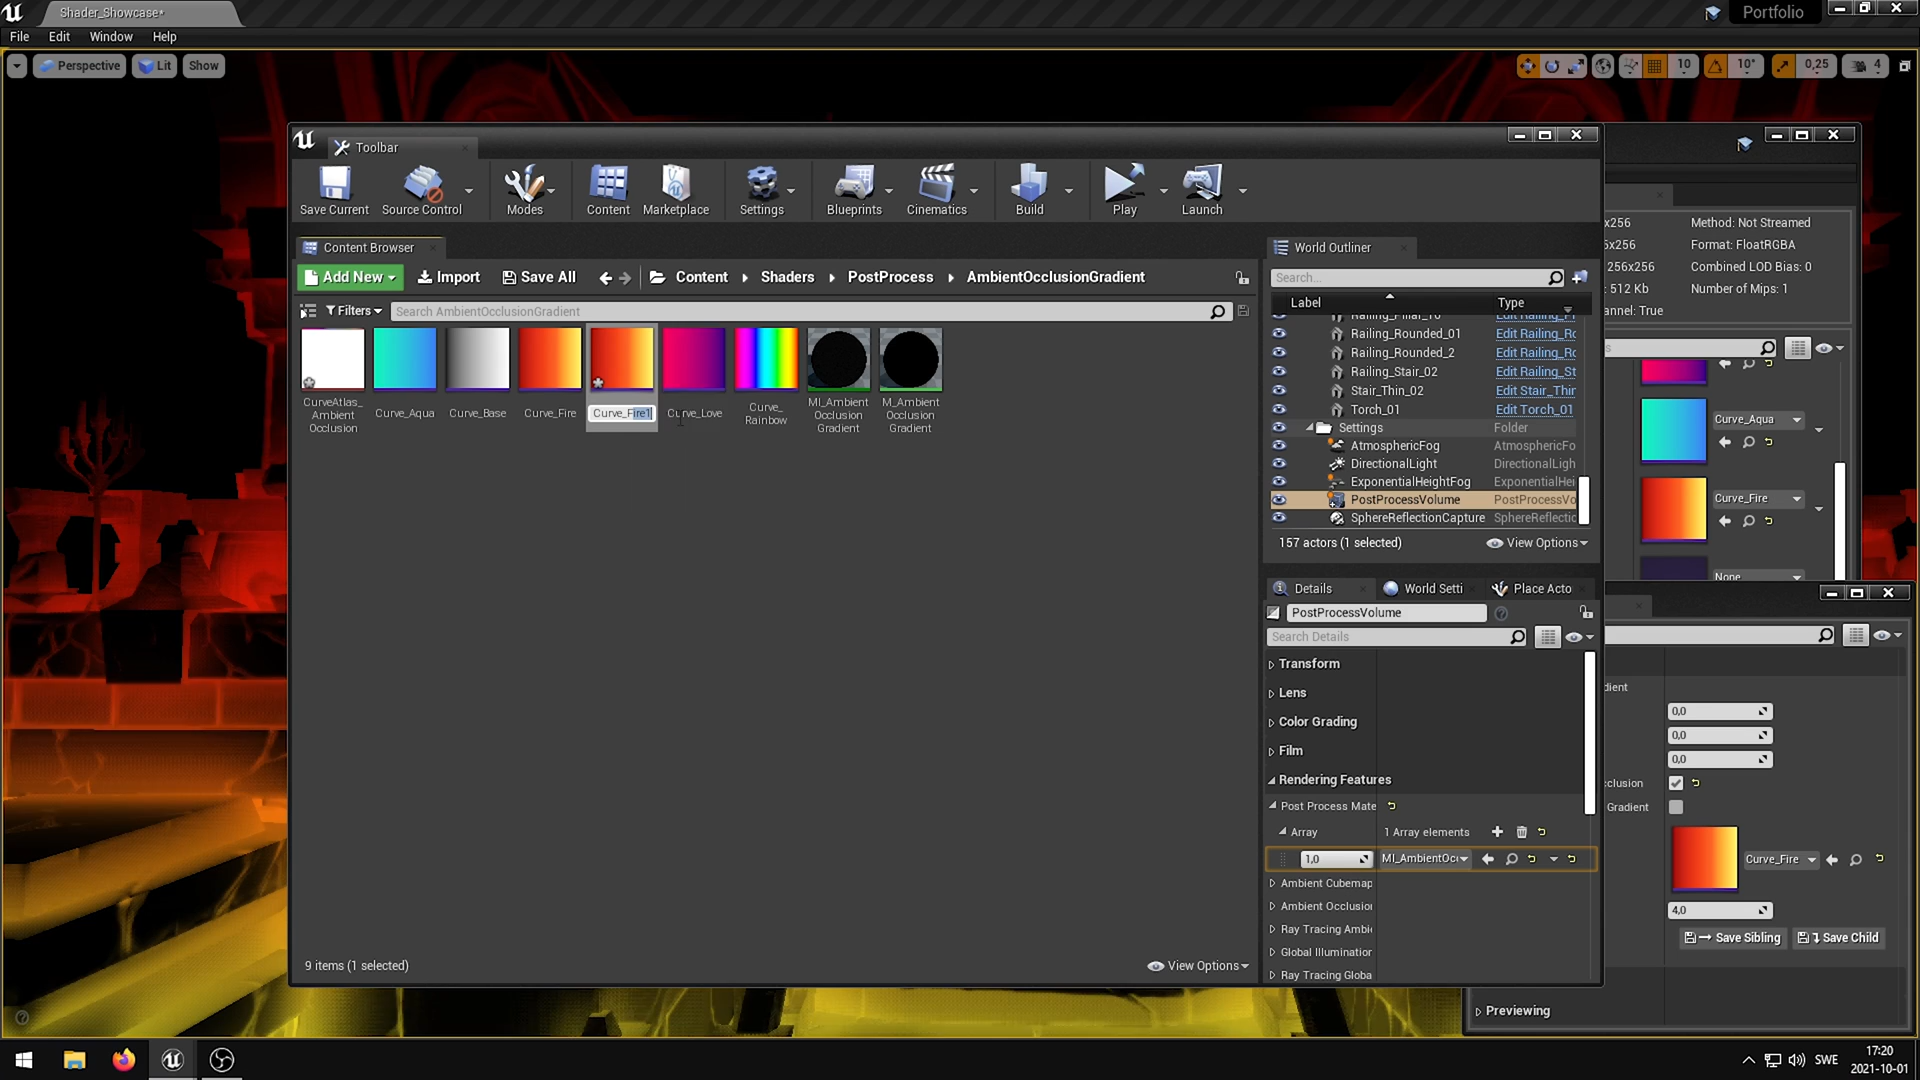 Shader_Showcase*
Portfolio
File Edit Window Help
Perspective Lit Show
10 10° 0,25 4
Toolbar
Save Current Source Control Modes Content Marketplace Settings Blueprints Cinematics Build Play Launch
Content Browser
Add New Import Save All Content Shaders PostProcess AmbientOcclusionGradient
Filters Search AmbientOcclusionGradient
CurveAtlas_
Ambient
Occlusion
Curve_Aqua
Curve_Base
Curve_Fire
Curve_Fire1
Curve_Love
Curve_
Rainbow
MI_Ambient
Occlusion
Gradient
M_Ambient
Occlusion
Gradient
9 items (1 selected) View Options
World Outliner
Search...
Label Type
Railing_Rounded_01 Edit Railing_Ro
Railing_Rounded_2 Edit Railing_Ro
Railing_Stair_02 Edit Railing_St
Stair_Thin_02 Edit Stair_Thin
Torch_01 Edit Torch_01
Settings Folder
AtmosphericFog AtmosphericFo
DirectionalLight DirectionalLigh
ExponentialHeightFog ExponentialHei
PostProcessVolume PostProcessVo
SphereReflectionCapture SphereReflectic
157 actors (1 selected) View Options
Details World Setti Place Acto
PostProcessVolume
Search Details
Transform
Lens
Color Grading
Film
Rendering Features
Post Process Mate
Array 1 Array elements
1,0 MI_AmbientOcc
Ambient Cubemap
Ambient Occlusion
Ray Tracing Ambi
Global Illumination
Ray Tracing Globa
x256 Method: Not Streamed
5x256 Format: FloatRGBA
256x256 Combined LOD Bias: 0
: 512 Kb Number of Mips: 1
annel: True
Curve_Aqua
Curve_Fire
None
dient
0,0
0,0
0,0
clusion
Gradient
Curve_Fire
4,0
Save Sibling Save Child
Previewing
SWE
17:20
2021-10-01